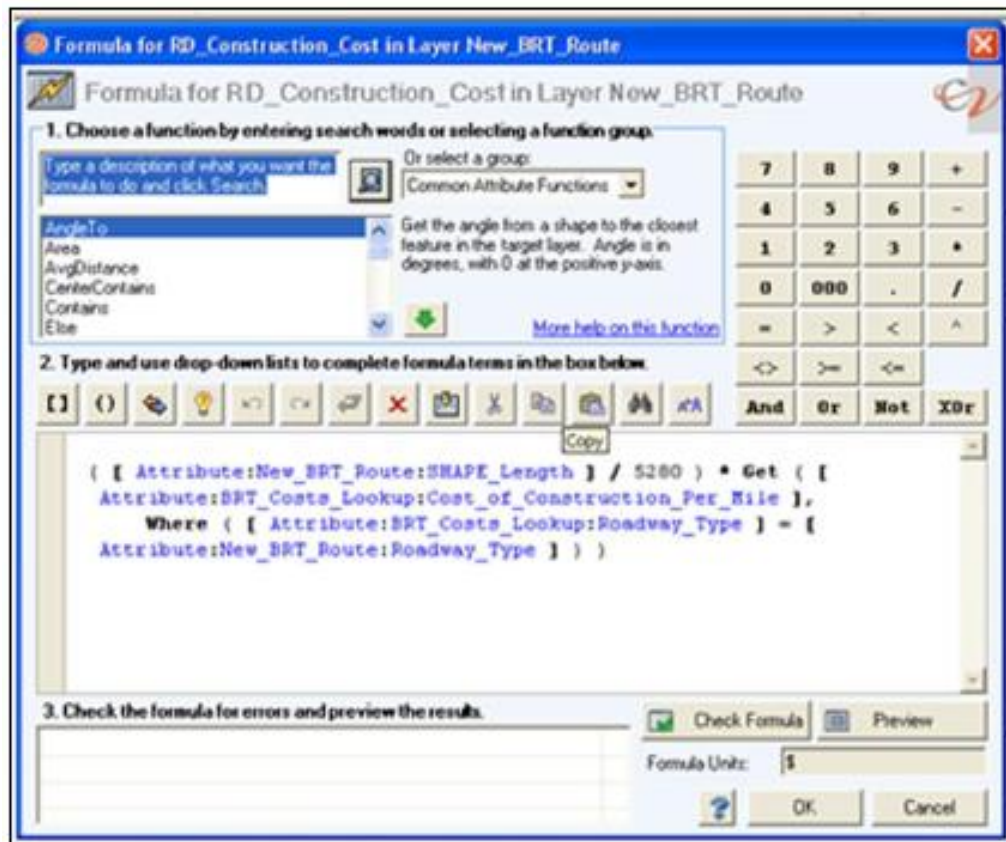 Formula for RD_Construction_Cost in Layer New_BRT_Route
Formula for RD_Construction_Cost in Layer New_BRT_Route
1. Choose a function by entering search words or selecting a function group.
Type a description of what you want the
formula to do and click Search.
Or select a group:
Common Attribute Functions
AngleTo
Area
AvgDistance
CenterContains
Contains
Else
Get the angle from a shape to the closest
feature in the target layer. Angle is in
degrees, with 0 at the positive y-axis.
More help on this function
7 8 9 +
4 5 6 -
1 2 3 *
0 000 . /
= > < ^
<> >= <=
And Or Not XOr
2. Type and use drop-down lists to complete formula terms in the box below.
[] ()
Copy
( [ Attribute:New_BRT_Route:SHAPE_Length ] / 5280 ) * Get ( [
Attribute:BRT_Costs_Lookup:Cost_of_Construction_Per_Mile ],
Where ( [ Attribute:BRT_Costs_Lookup:Roadway_Type ] = [
Attribute:New_BRT_Route:Roadway_Type ] ) )
3. Check the formula for errors and preview the results.
Check Formula Preview
Formula Units: $
? OK Cancel